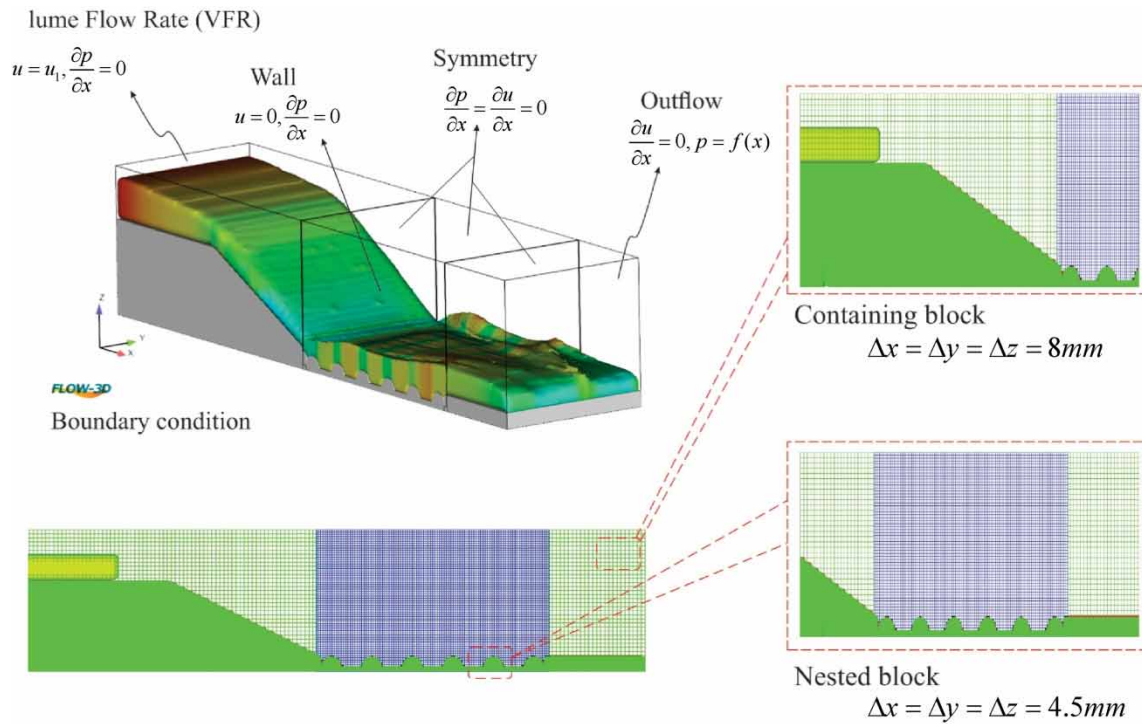 lume Flow Rate (VFR)
u = u₁, ∂p/∂x = 0
Wall
u = 0, ∂p/∂x = 0
Symmetry
∂p/∂x = ∂u/∂x = 0
Outflow
∂u/∂x = 0, p = f(x)
Z
Y
X
FLOW-3D
Boundary condition
Containing block
Δx = Δy = Δz = 8mm
Nested block
Δx = Δy = Δz = 4.5mm